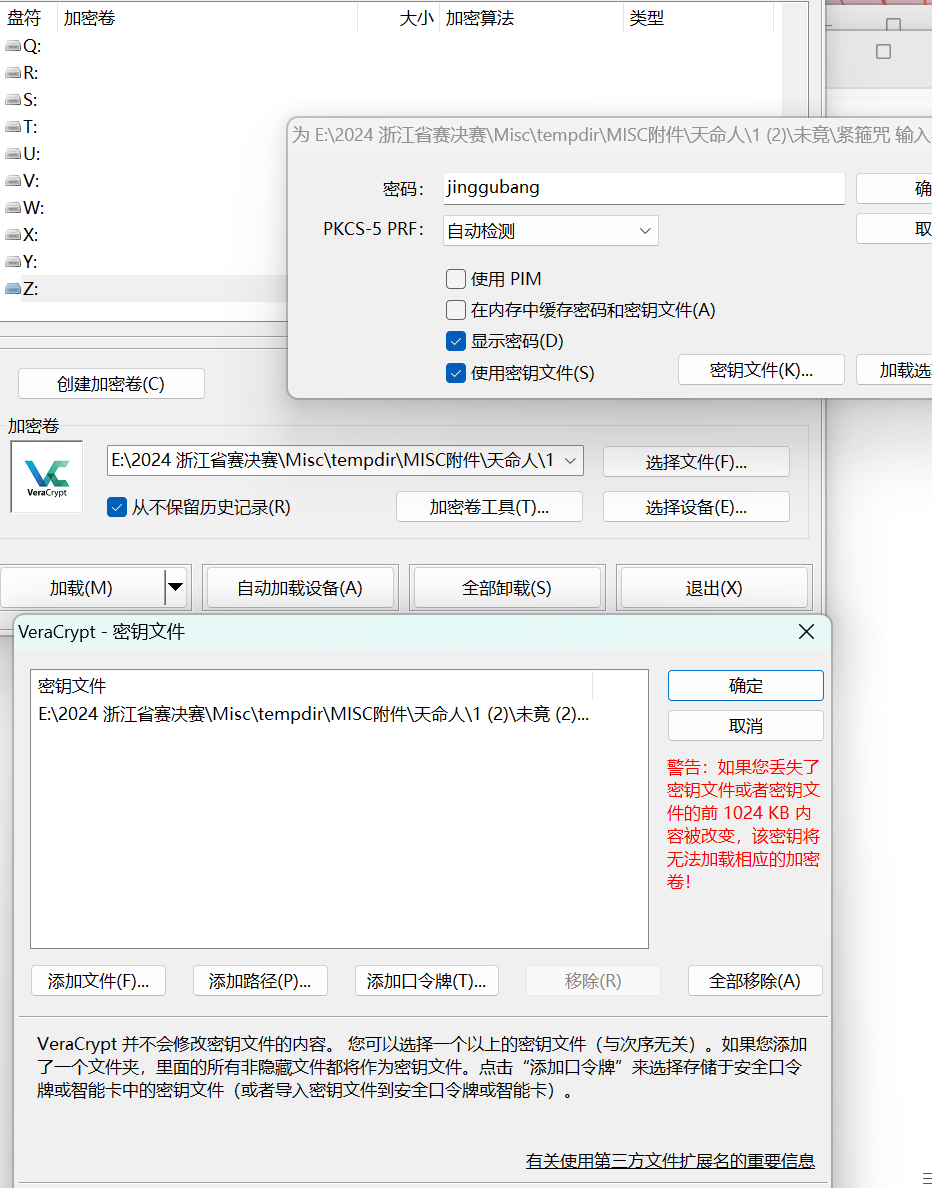 盘符 加密卷 大小 加密算法 类型
Q:
R:
S:
T:
U:
V:
W:
X:
Y:
Z:
为 E:\2024 浙江省赛决赛\Misc\tempdir\MISC附件\天命人\1 (2)\未竟\紧箍咒 输入
密码: jinggubang 确
PKCS-5 PRF: 自动检测 取
使用 PIM
在内存中缓存密码和密钥文件(A)
显示密码(D)
使用密钥文件(S) 密钥文件(K)... 加载选
创建加密卷(C)
加密卷
VeraCrypt
E:\2024 浙江省赛决赛\Misc\tempdir\MISC附件\天命人\1 选择文件(F)...
从不保留历史记录(R) 加密卷工具(T)... 选择设备(E)...
加载(M) 自动加载设备(A) 全部卸载(S) 退出(X)
VeraCrypt - 密钥文件
密钥文件
E:\2024 浙江省赛决赛\Misc\tempdir\MISC附件\天命人\1 (2)\未竟 (2)...
确定
取消
警告：如果您丢失了
密钥文件或者密钥文
件的前 1024 KB 内
容被改变，该密钥将
无法加载相应的加密
卷！
添加文件(F)... 添加路径(P)... 添加口令牌(T)... 移除(R) 全部移除(A)
VeraCrypt 并不会修改密钥文件的内容。 您可以选择一个以上的密钥文件（与次序无关）。如果您添加
了一个文件夹，里面的所有非隐藏文件都将作为密钥文件。点击“添加口令牌”来选择存储于安全口令
牌或智能卡中的密钥文件（或者导入密钥文件到安全口令牌或智能卡）。
有关使用第三方文件扩展名的重要信息